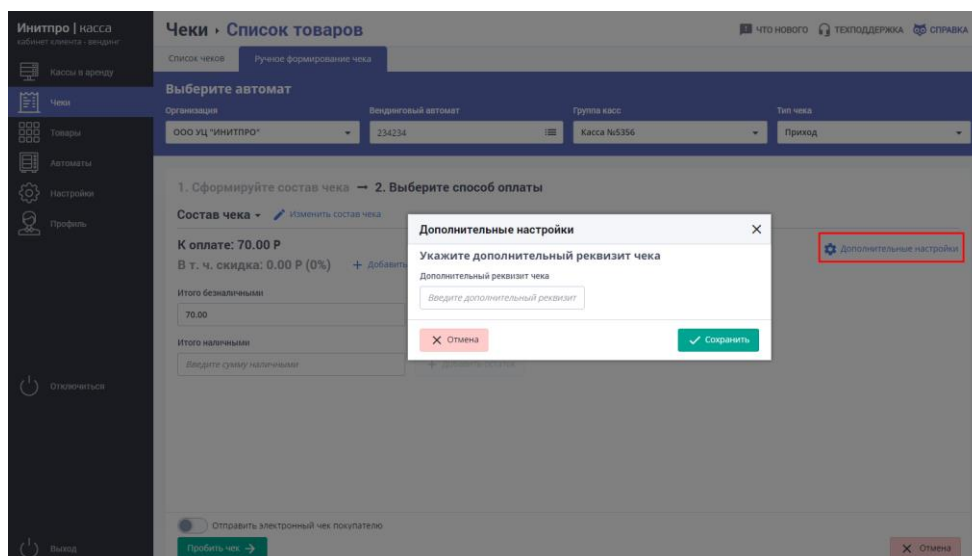 Инитпро | касса
кабинет клиента - вендинг
Кассы в аренду
Чеки
Товары
Автоматы
Настройки
Профиль
Отключиться
Выход
Чеки › Список товаров
ЧТО НОВОГО
ТЕХПОДДЕРЖКА
СПРАВКА
Список чеков
Ручное формирование чека
Выберите автомат
Организация
Вендинговый автомат
Группа касс
Тип чека
ООО УЦ "ИНИТПРО"
234234
Касса №5356
Приход
1. Сформируйте состав чека → 2. Выберите способ оплаты
Состав чека
Изменить состав чека
К оплате: 70.00 Р
В т. ч. скидка: 0.00 Р (0%)
+ Добавить
Дополнительные настройки
Итого безналичными
70.00
Итого наличными
Введите сумму наличными
+ Добавить остаток
Дополнительные настройки
Укажите дополнительный реквизит чека
Дополнительный реквизит чека
Введите дополнительный реквизит
Отмена
Сохранить
Отправить электронный чек покупателю
Пробить чек →
Отмена